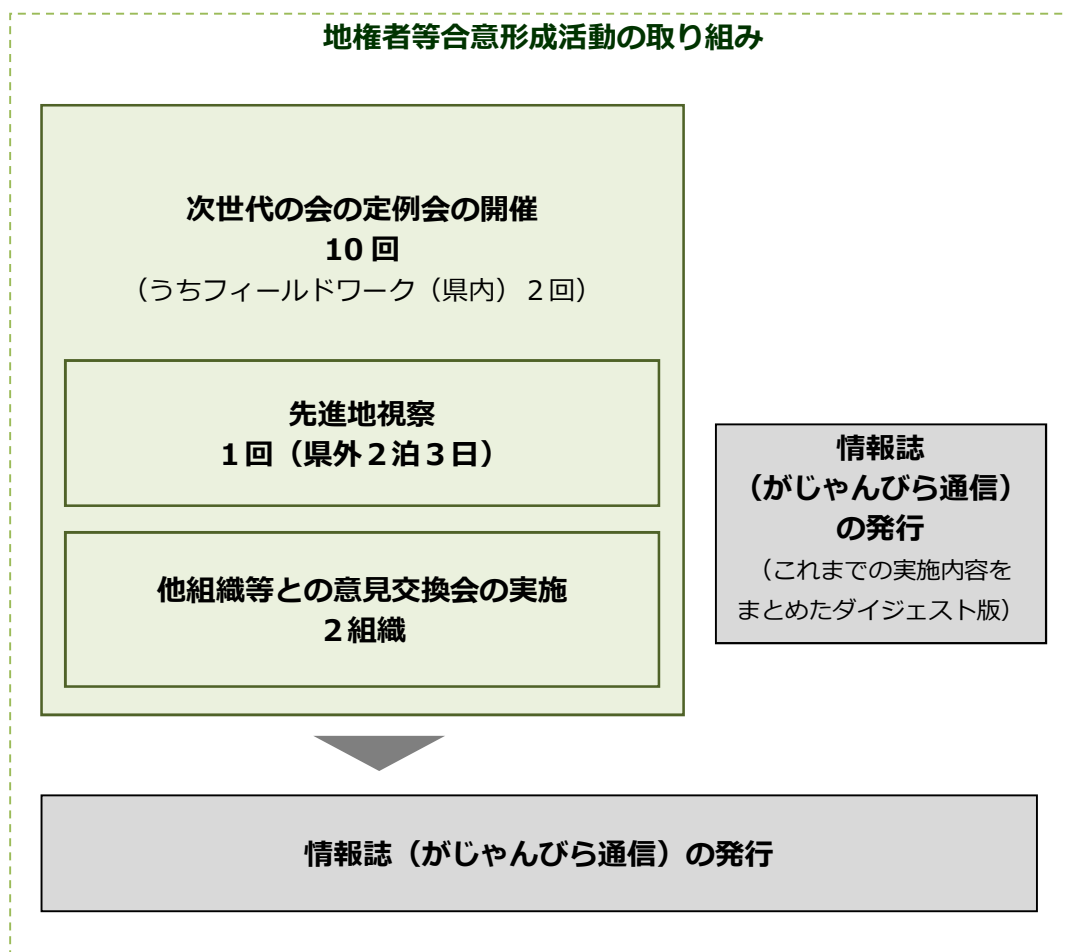 地権者等合意形成活動の取り組み
次世代の会の定例会の開催
10 回
（うちフィールドワーク（県内）２回）
先進地視察
１回（県外２泊３日）
他組織等との意見交換会の実施
２組織
情報誌
（がじゃんびら通信）
の発行
（これまでの実施内容を
まとめたダイジェスト版）
情報誌（がじゃんびら通信）の発行